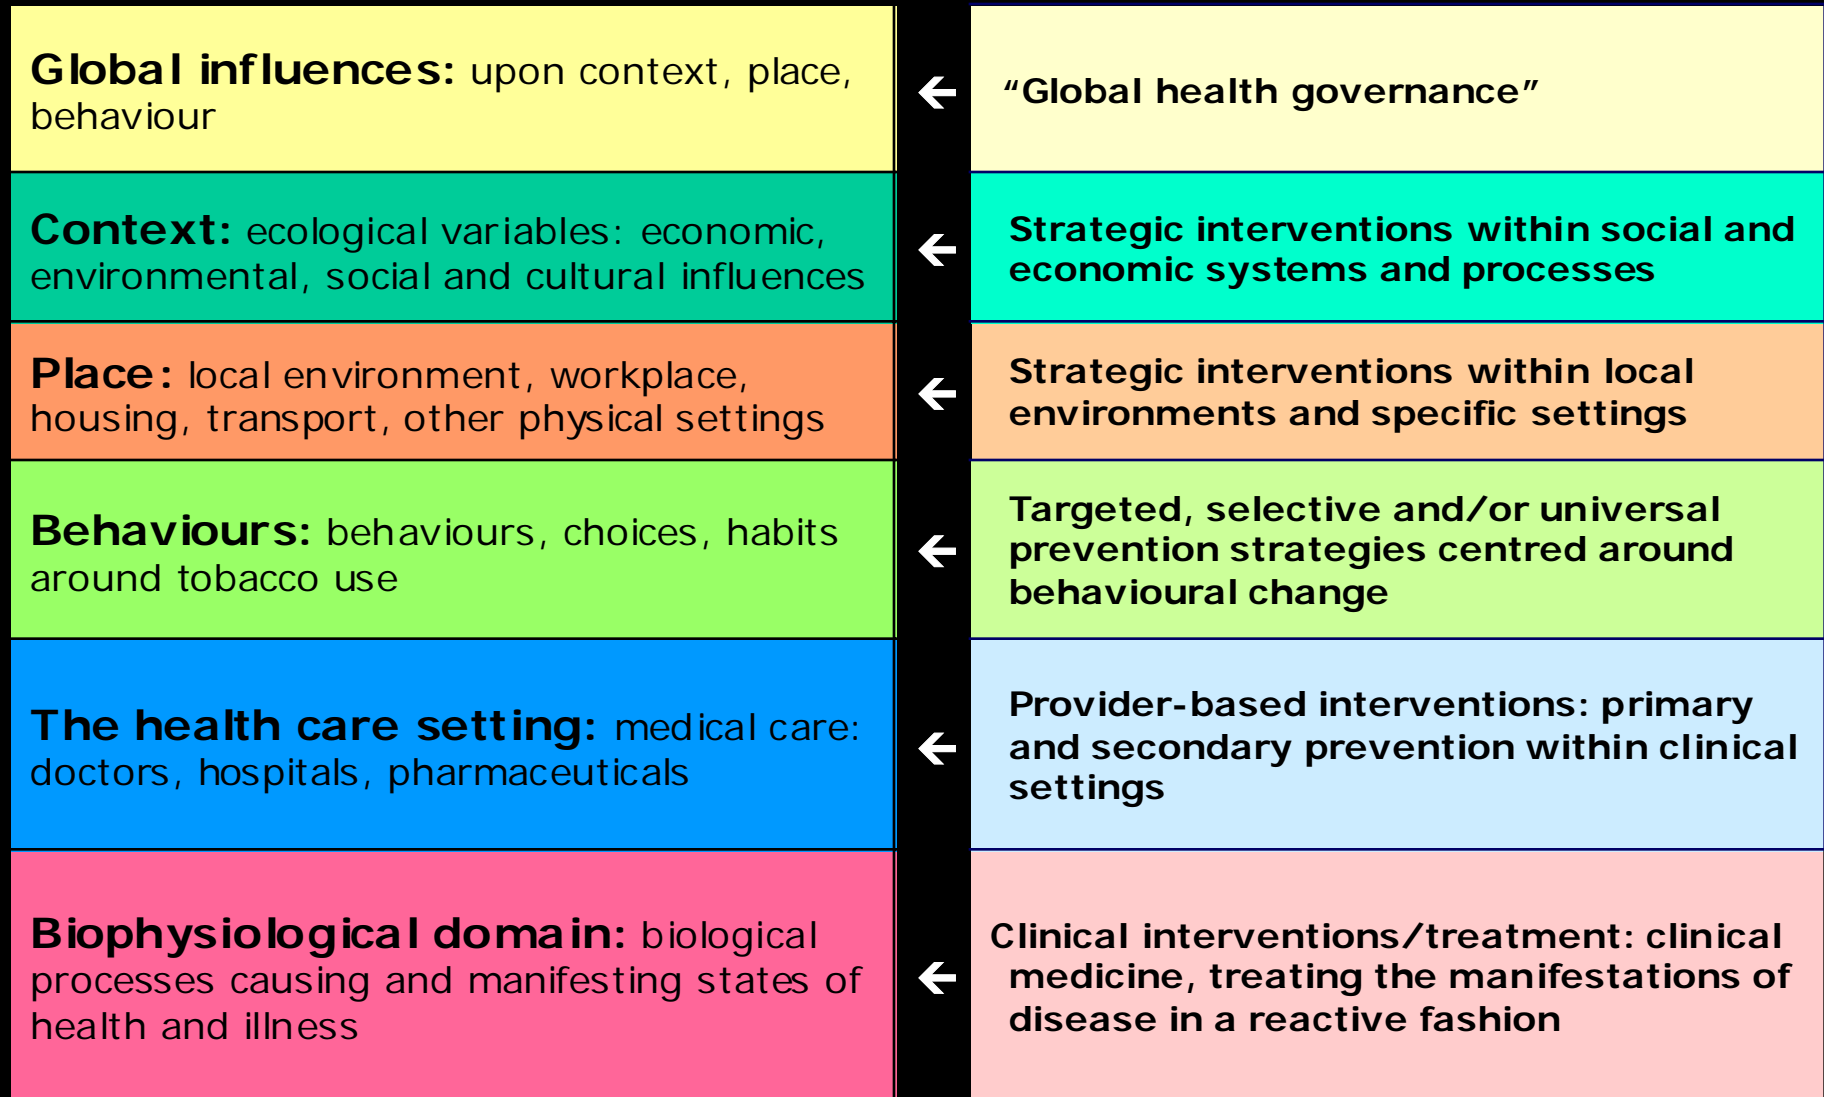 Global influences: upon context, place,
behaviour
“Global health governance”
Context: ecological variables: economic,
environmental, social and cultural influences
Strategic interventions within social and
economic systems and processes
Place: local environment, workplace,
housing, transport, other physical settings
Strategic interventions within local
environments and specific settings
Behaviours: behaviours, choices, habits
around tobacco use
Targeted, selective and/or universal
prevention strategies centred around
behavioural change
The health care setting: medical care:
doctors, hospitals, pharmaceuticals
Provider-based interventions: primary
and secondary prevention within clinical
settings
Biophysiological domain: biological
processes causing and manifesting states of
health and illness
Clinical interventions/treatment: clinical
medicine, treating the manifestations of
disease in a reactive fashion